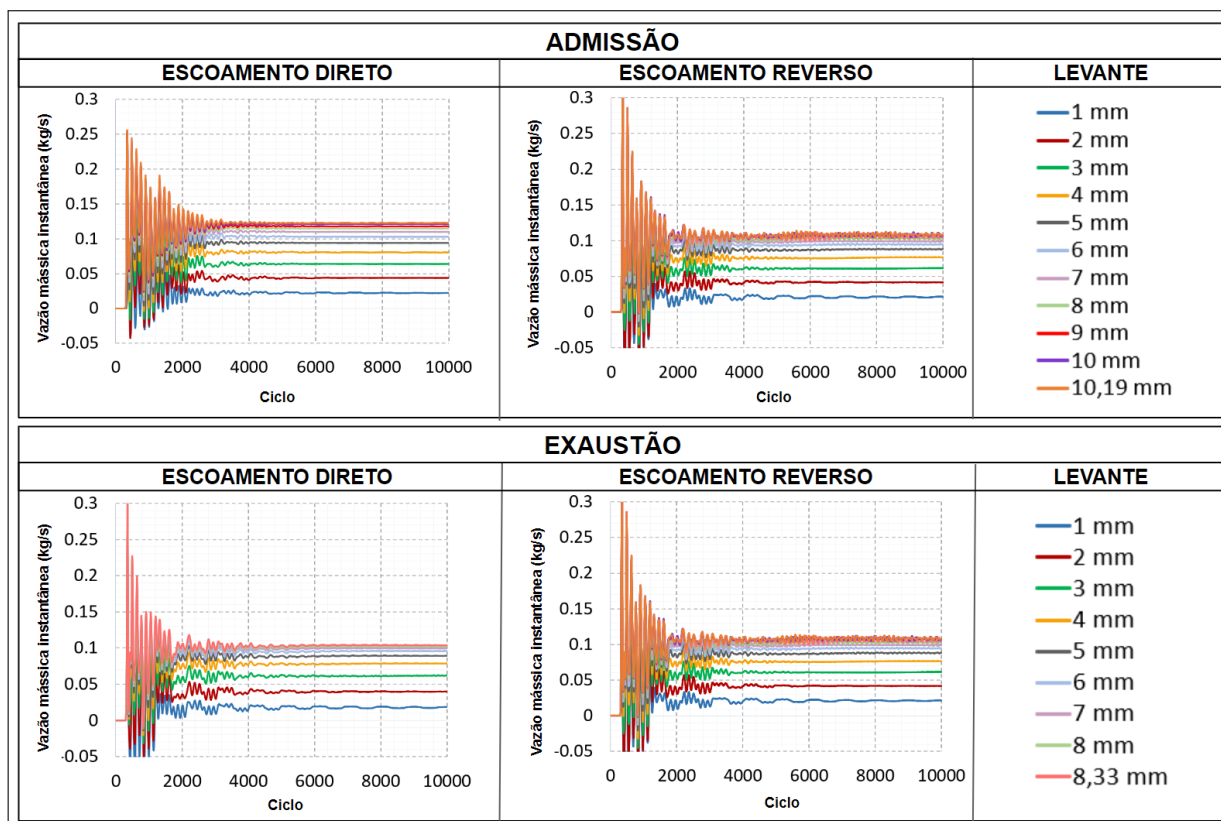 ADMISSÃO
ESCOAMENTO DIRETO
ESCOAMENTO REVERSO
LEVANTE
Vazão mássica instantânea (kg/s)
0.3
0.25
0.2
0.15
0.1
0.05
0
-0.05
0 2000 4000 6000 8000 10000
Ciclo
Vazão mássica instantânea (kg/s)
0.3
0.25
0.2
0.15
0.1
0.05
0
-0.05
0 2000 4000 6000 8000 10000
Ciclo
1 mm
2 mm
3 mm
4 mm
5 mm
6 mm
7 mm
8 mm
9 mm
10 mm
10,19 mm
EXAUSTÃO
ESCOAMENTO DIRETO
ESCOAMENTO REVERSO
LEVANTE
Vazão mássica instantânea (kg/s)
0.3
0.25
0.2
0.15
0.1
0.05
0
-0.05
0 2000 4000 6000 8000 10000
Ciclo
Vazão mássica instantânea (kg/s)
0.3
0.25
0.2
0.15
0.1
0.05
0
-0.05
0 2000 4000 6000 8000 10000
Ciclo
1 mm
2 mm
3 mm
4 mm
5 mm
6 mm
7 mm
8 mm
8,33 mm